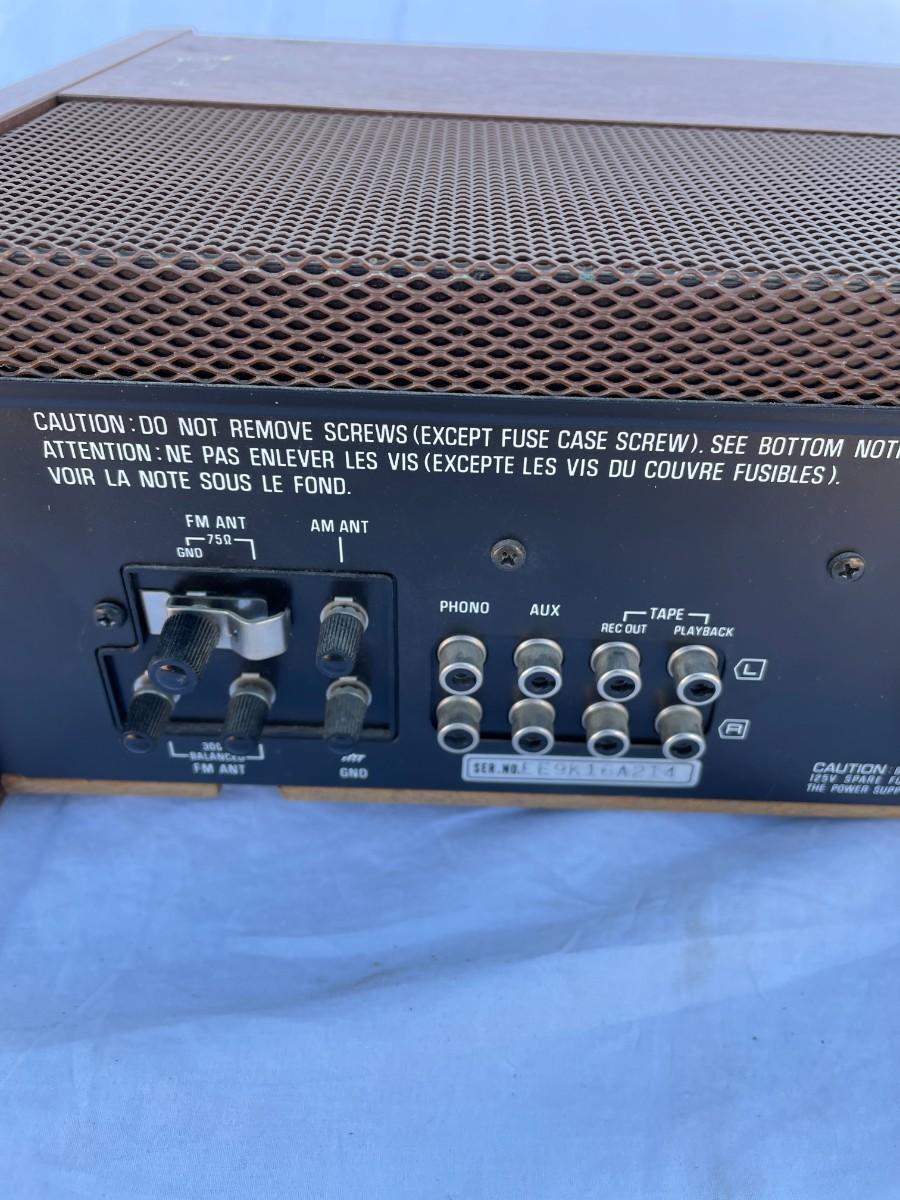 CAUTION: DO NOT REMOVE SCREWS (EXCEPT FUSE CASE SCREW). SEE BOTTOM
ATTENTION: NE PAS ENLEVER LES VIS (EXCEPTE LES VIS DU COUVRE FUSIBLES).
VOIR LA NOTE SOUS LE FOND.
FM ANT
75Ω
GND
AM ANT
PHONO
AUX
TAPE
REC OUT
PLAYBACK
L
R
BALANCED
FM ANT
GND
SER.NO.
CAUTION:
125V SPARE
THE POWER